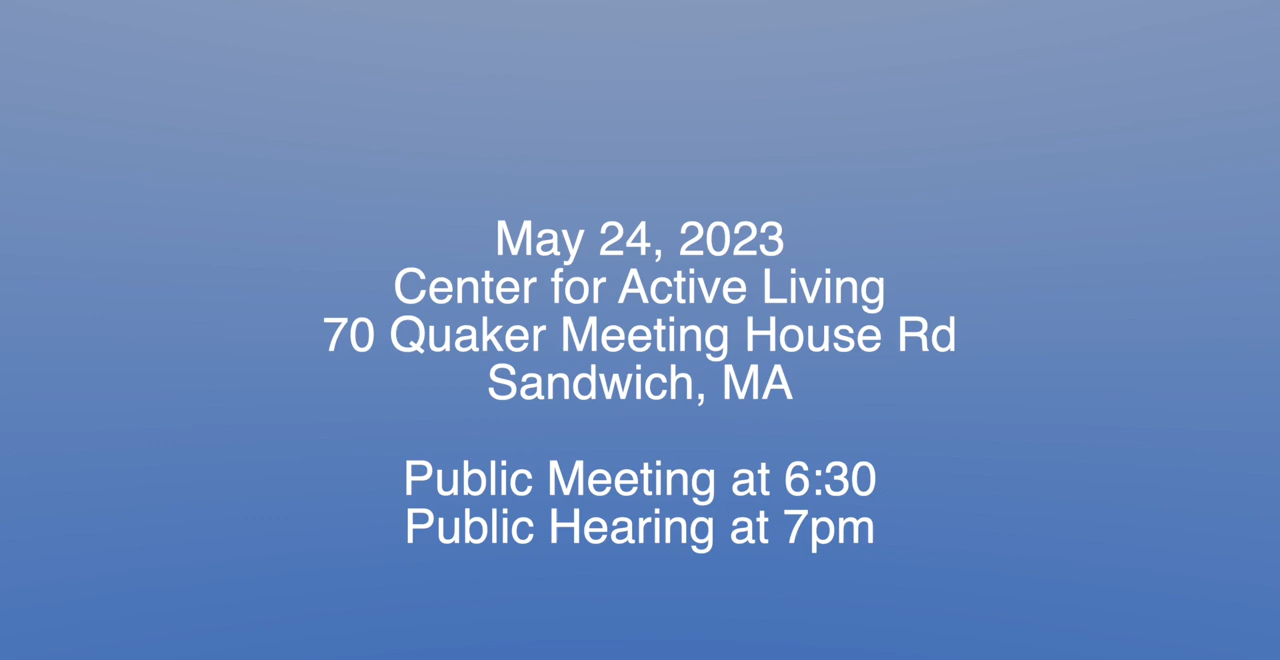 May 24, 2023
Center for Active Living
70 Quaker Meeting House Rd
Sandwich, MA
Public Meeting at 6:30
Public Hearing at 7pm